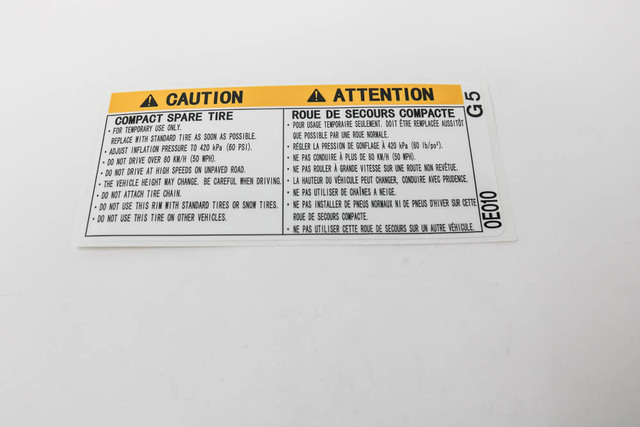 CAUTION
COMPACT SPARE TIRE
· FOR TEMPORARY USE ONLY.
REPLACE WITH STANDARD TIRE AS SOON AS POSSIBLE.
· ADJUST INFLATION PRESSURE TO 420 kPa (60 PSI).
· DO NOT DRIVE OVER 80 KM/H (50 MPH).
· DO NOT DRIVE AT HIGH SPEEDS ON UNPAVED ROAD.
· THE VEHICLE HEIGHT MAY CHANGE. BE CAREFUL WHEN DRIVING.
· DO NOT ATTACH TIRE CHAIN.
· DO NOT USE THIS RIM WITH STANDARD TIRES OR SNOW TIRES.
· DO NOT USE THIS TIRE ON OTHER VEHICLES.
ATTENTION
ROUE DE SECOURS COMPACTE
· POUR USAGE TEMPORAIRE SEULEMENT. DOIT ÊTRE REMPLACÉE AUSSITÔT
QUE POSSIBLE PAR UNE ROUE NORMALE.
· RÉGLER LA PRESSION DE GONFLAGE À 420 kPa (60 lb/po²).
· NE PAS CONDUIRE À PLUS DE 80 KM/H (50 MPH).
· NE PAS ROULER À GRANDE VITESSE SUR UNE ROUTE NON REVÊTUE.
· LA HAUTEUR DU VÉHICULE PEUT CHANGER, CONDUIRE AVEC PRUDENCE.
· NE PAS UTILISER DE CHAÎNES A NEIGE.
· NE PAS INSTALLER DE PNEUS NORMAUX NI DE PNEUS D'HIVER SUR CETTE
ROUE DE SECOURS COMPACTE.
· NE PAS UTILISER CETTE ROUE DE SECOURS SUR UN AUTRE VÉHICULE.
G5
0E010